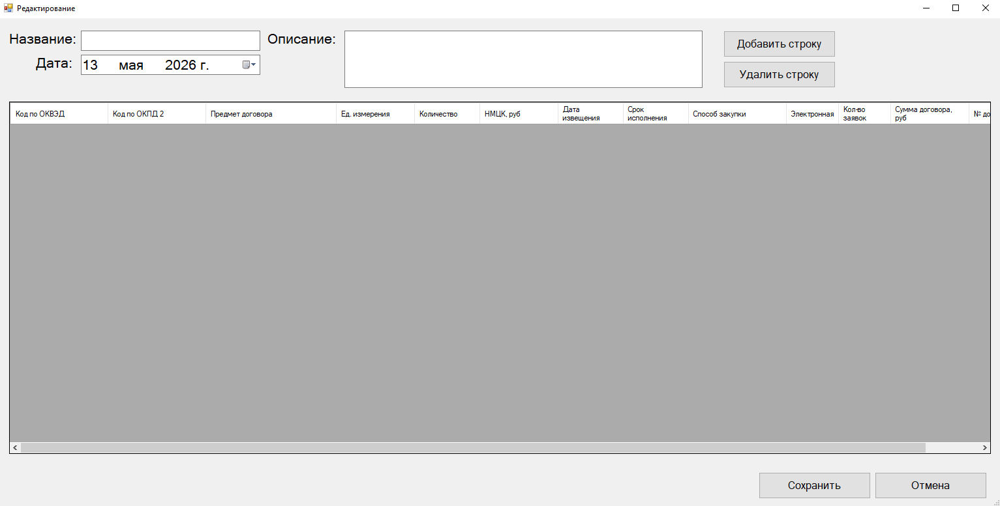 Редактирование
Название:
Описание:
Добавить строку
Дата:
13 мая 2026 г.
Удалить строку
Код по ОКВЭД
Код по ОКПД 2
Предмет договора
Ед. измерения
Количество
НМЦК, руб
Дата
извещения
Срок
исполнения
Способ закупки
Электронная
Кол-во
заявок
Сумма договора,
руб
№ до
Сохранить
Отмена